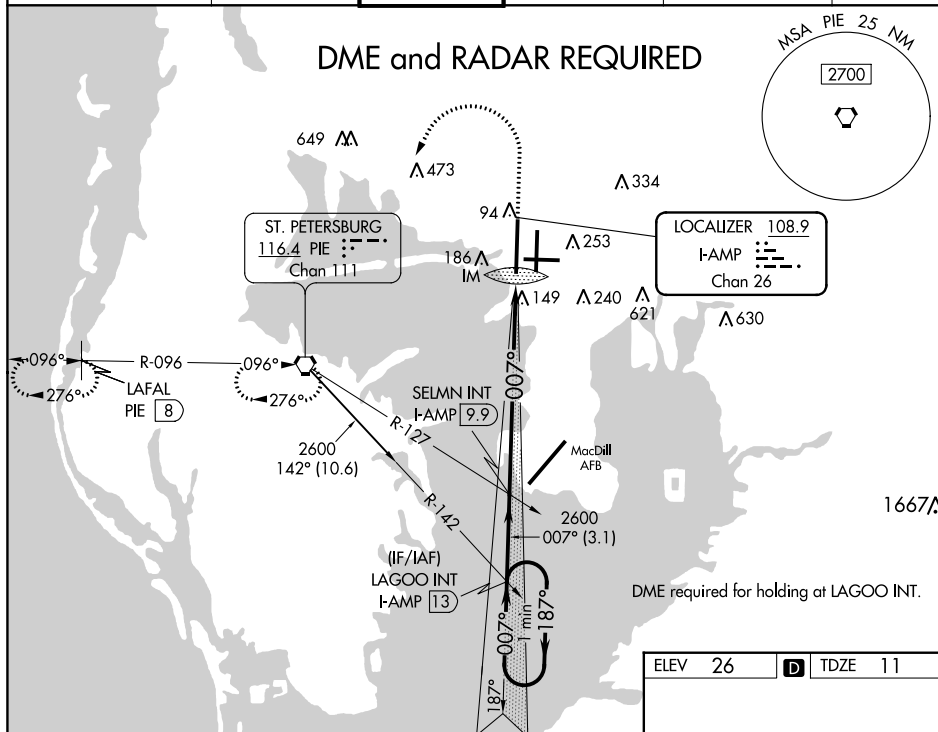 DME and RADAR REQUIRED
MSA PIE 25 NM
2700
649
473
334
94
ST. PETERSBURG
116.4 PIE
Chan 111
LOCALIZER 108.9
I-AMP
Chan 26
253
186
IM
149
240
621
630
096°
R-096
096°
276°
LAFAL
PIE 8
276°
007°
SELMN INT
I-AMP 9.9
R-127
MacDill
AFB
2600
142° (10.6)
R-142
2600
007° (3.1)
1667
(IF/IAF)
LAGOO INT
I-AMP 13
DME required for holding at LAGOO INT.
007°
1 min
187°
187°
ELEV 26 D TDZE 11